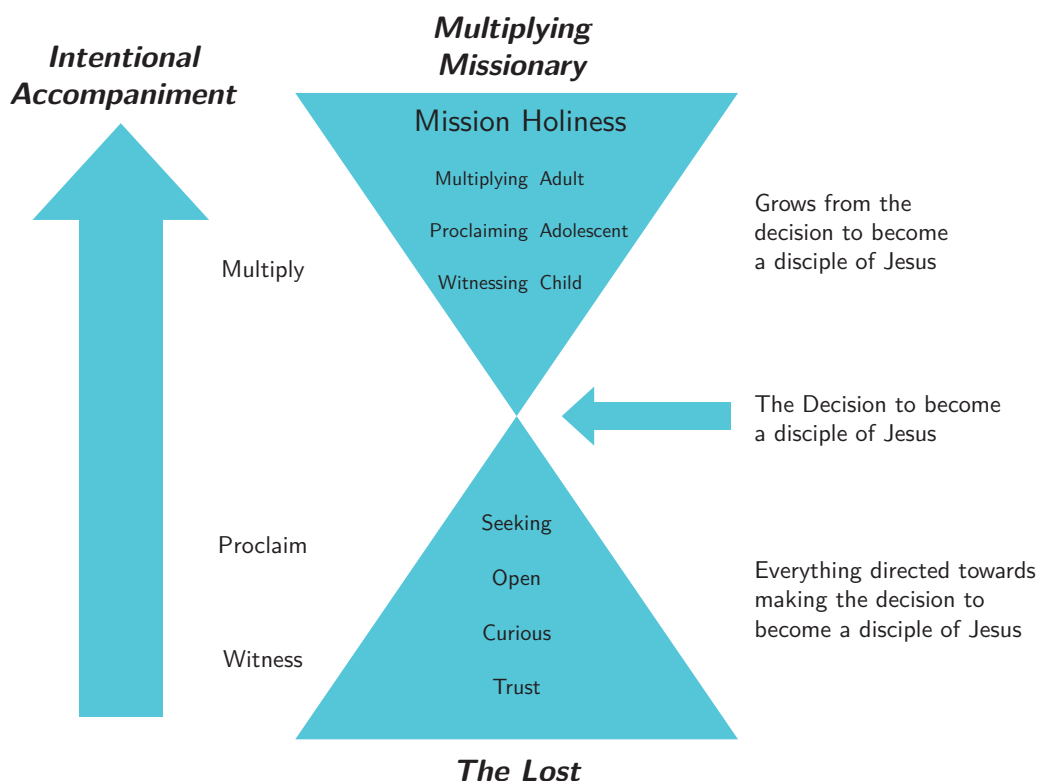 Intentional
Accompaniment
Multiplying
Missionary
Mission Holiness
Multiplying Adult
Proclaiming Adolescent
Witnessing Child
Multiply
Grows from the
decision to become
a disciple of Jesus
The Decision to become
a disciple of Jesus
Seeking
Open
Curious
Trust
Proclaim
Witness
Everything directed towards
making the decision to
become a disciple of Jesus
The Lost